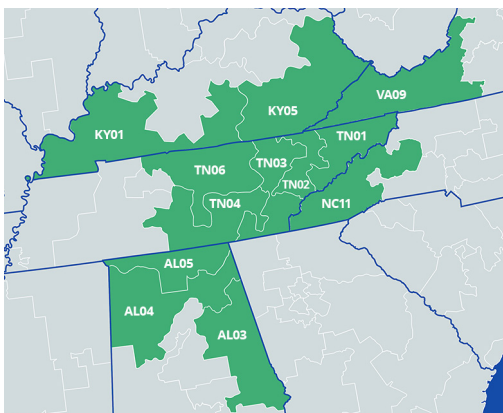 VA09
KY05
KY01
TN01
TN03
TN06
TN02
TN04
NC11
AL05
AL04
AL03